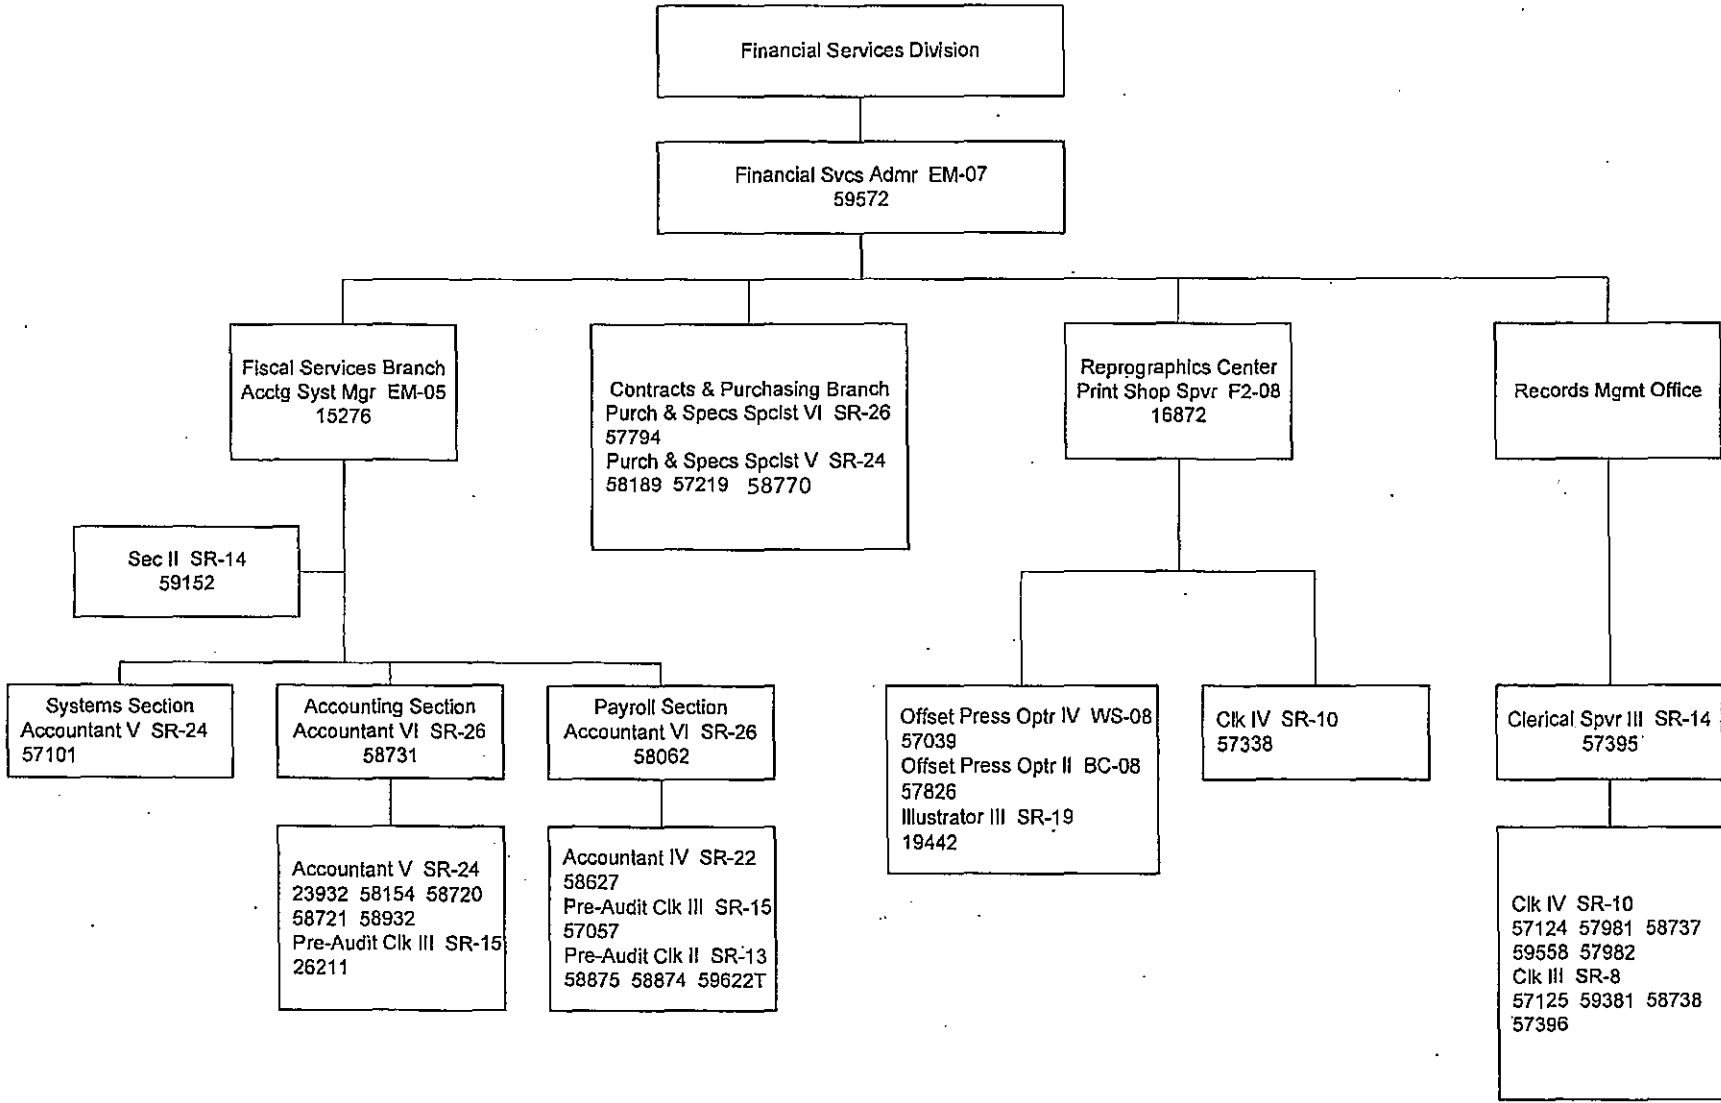 Financial Services Division
Financial Svcs Admr EM-07
59572
Fiscal Services Branch
Acctg Syst Mgr EM-05
15276
Contracts & Purchasing Branch
Purch & Specs Spclst VI SR-26
57794
Purch & Specs Spclst V SR-24
58189 57219 58770
Reprographics Center
Print Shop Spvr F2-08
16872
Records Mgmt Office
Sec II SR-14
59152
Systems Section
Accountant V SR-24
57101
Accounting Section
Accountant VI SR-26
58731
Payroll Section
Accountant VI SR-26
58062
Offset Press Optr IV WS-08
57039
Offset Press Optr II BC-08
57826
Illustrator III SR-19
19442
Clk IV SR-10
57338
Clerical Spvr III SR-14
57395
Accountant V SR-24
23932 58154 58720
58721 58932
Pre-Audit Clk III SR-15
26211
Accountant IV SR-22
58627
Pre-Audit Clk III SR-15
57057
Pre-Audit Clk II SR-13
58875 58874 59622T
Clk IV SR-10
57124 57981 58737
59558 57982
Clk III SR-8
57125 59381 58738
57396